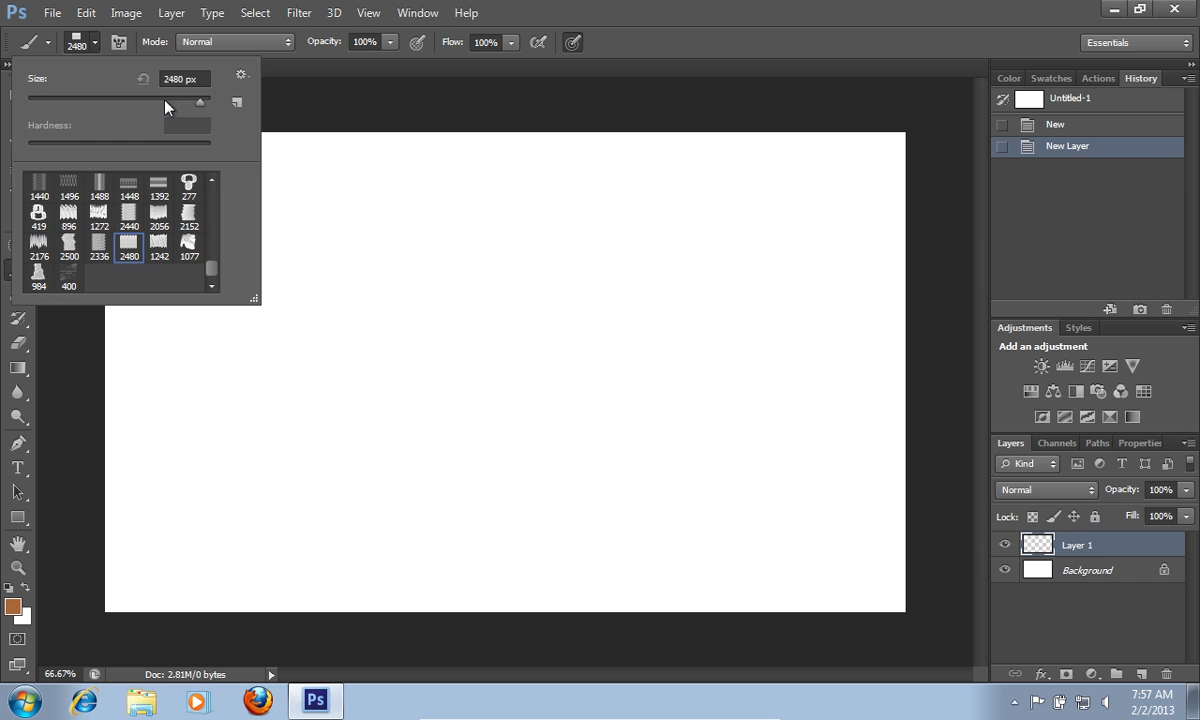 Ps File Edit Image Layer Type Select Filter 3D View Window Help
2480 Mode: Normal Opacity: 100% Flow: 100% Essentials
Size: 2480 px
Hardness:
1440 1496 1488 1448 1392 277
419 896 1272 2440 2056 2152
2176 2500 2336 2480 1242 1077
984 400
Color Swatches Actions History
Untitled-1
New
New Layer
Adjustments Styles
Add an adjustment
Layers Channels Paths Properties
Kind
Normal Opacity: 100%
Lock: Fill: 100%
Layer 1
Background
66.67% Doc: 2.81M/0 bytes
Ps
7:57 AM
2/2/2013